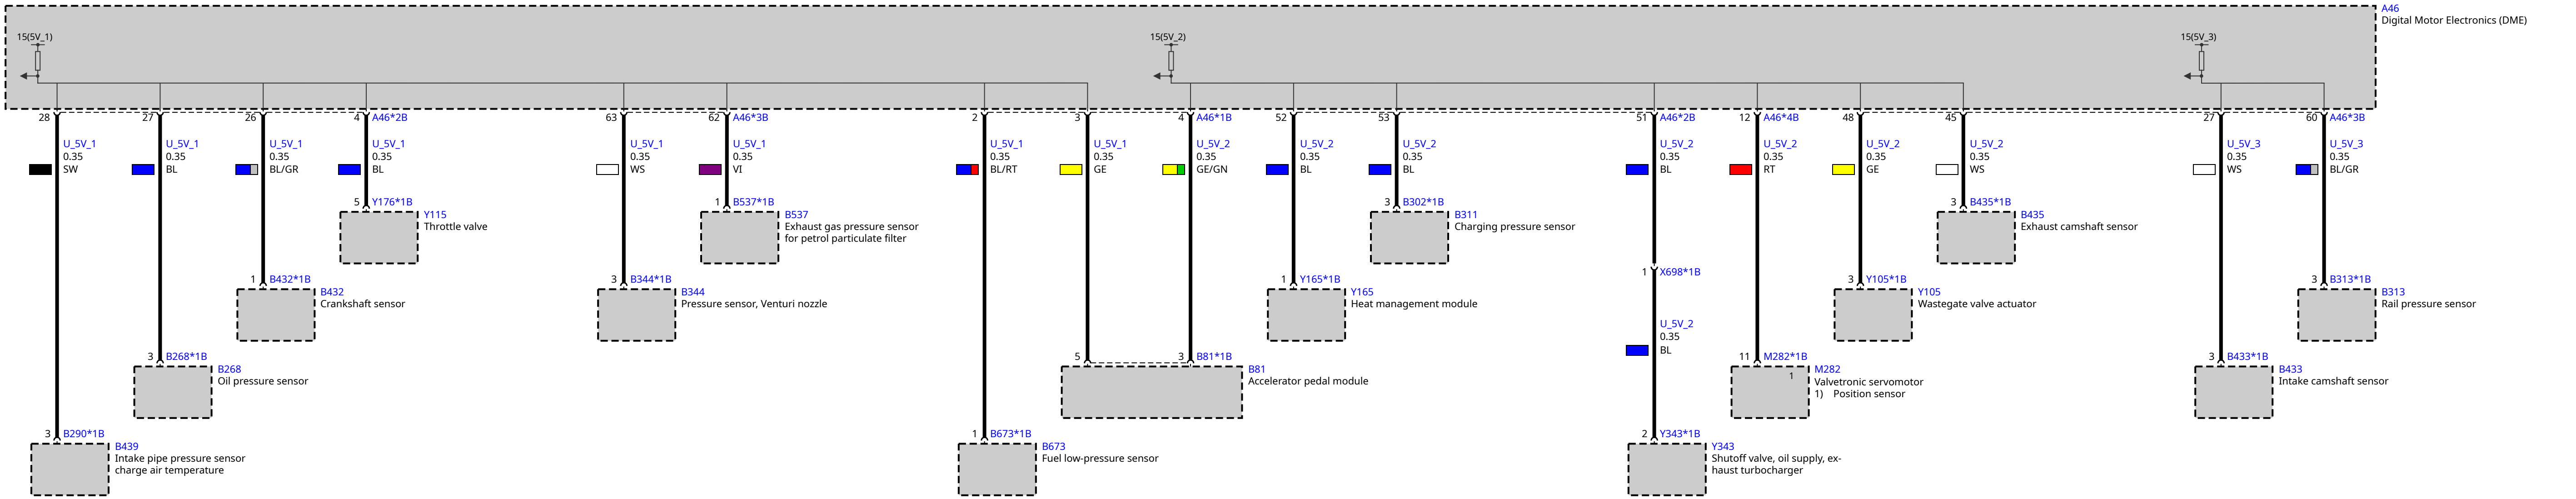 A46
Digital Motor Electronics (DME)
15(5V_1)
15(5V_2)
15(5V_3)
28
27
26
4 A46*2B
63
62 A46*3B
2
3
4 A46*1B
52
53
51 A46*2B
12 A46*4B
48
45
27
60 A46*3B
U_5V_1
0.35
SW
U_5V_1
0.35
BL
U_5V_1
0.35
BL/GR
U_5V_1
0.35
BL
U_5V_1
0.35
WS
U_5V_1
0.35
VI
U_5V_1
0.35
BL/RT
U_5V_1
0.35
GE
U_5V_2
0.35
GE/GN
U_5V_2
0.35
BL
U_5V_2
0.35
BL
U_5V_2
0.35
BL
U_5V_2
0.35
RT
U_5V_2
0.35
GE
U_5V_2
0.35
WS
U_5V_3
0.35
WS
U_5V_3
0.35
BL/GR
5 Y176*1B
Y115
Throttle valve
1 B537*1B
B537
Exhaust gas pressure sensor
for petrol particulate filter
3 B302*1B
B311
Charging pressure sensor
3 B435*1B
B435
Exhaust camshaft sensor
1 B432*1B
B432
Crankshaft sensor
3 B344*1B
B344
Pressure sensor, Venturi nozzle
1 Y165*1B
Y165
Heat management module
1 X698*1B
3 Y105*1B
Y105
Wastegate valve actuator
3 B313*1B
B313
Rail pressure sensor
U_5V_2
0.35
BL
3 B268*1B
B268
Oil pressure sensor
5
3 B81*1B
B81
Accelerator pedal module
11 M282*1B
1
M282
Valvetronic servomotor
1) Position sensor
3 B433*1B
B433
Intake camshaft sensor
3 B290*1B
B439
Intake pipe pressure sensor
charge air temperature
1 B673*1B
B673
Fuel low-pressure sensor
2 Y343*1B
Y343
Shutoff valve, oil supply, ex-
haust turbocharger